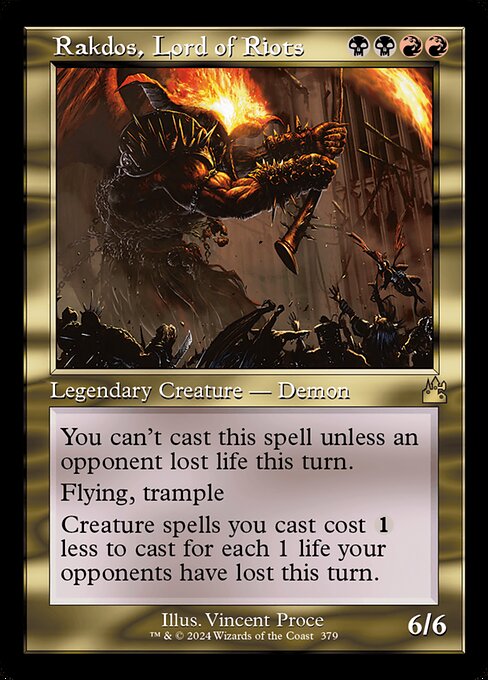 Rakdos, Lord of Riots
Legendary Creature — Demon
You can't cast this spell unless an
opponent lost life this turn.
Flying, trample
Creature spells you cast cost 1
less to cast for each 1 life your
opponents have lost this turn.
Illus. Vincent Proce
™ & © 2024 Wizards of the Coast 379
6/6